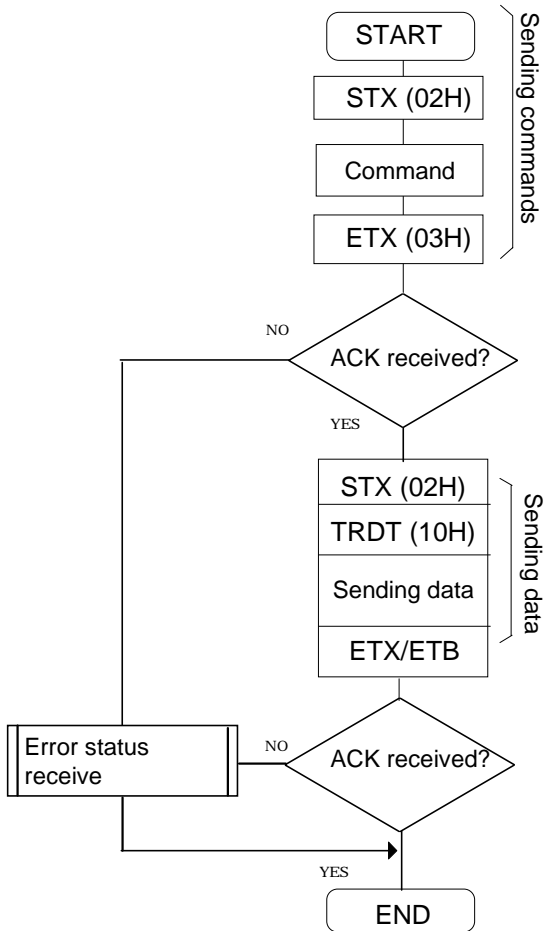 START
Sending commands
STX (02H)
Command
ETX (03H)
NO
ACK received?
YES
STX (02H)
TRDT (10H)
Sending data
Sending data
ETX/ETB
Error status
receive
NO
ACK received?
YES
END